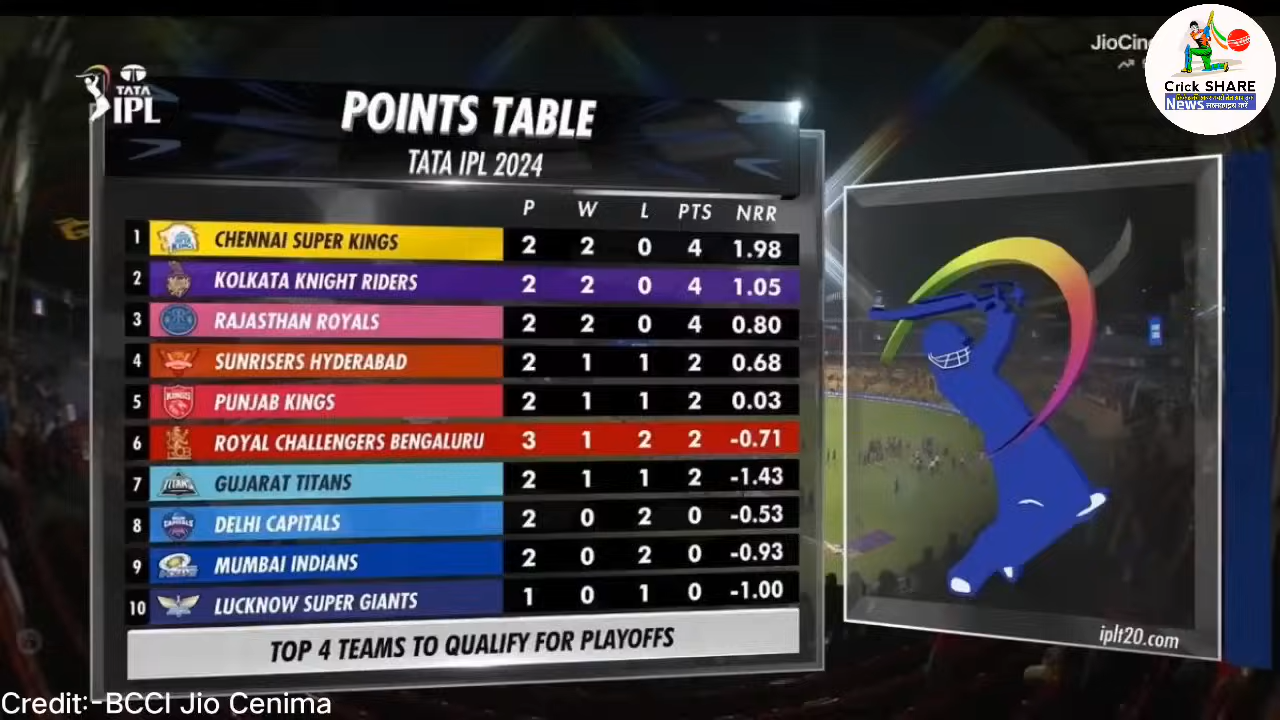 JioCin
TATA
IPL
POINTS TABLE
TATA IPL 2024
Crick SHARE
News
P W L PTS NRR
1 CHENNAI SUPER KINGS 2 2 0 4 1.98
2 KOLKATA KNIGHT RIDERS 2 2 0 4 1.05
3 RAJASTHAN ROYALS 2 2 0 4 0.80
4 SUNRISERS HYDERABAD 2 1 1 2 0.68
5 PUNJAB KINGS 2 1 1 2 0.03
6 ROYAL CHALLENGERS BENGALURU 3 1 2 2 -0.71
7 GUJARAT TITANS 2 1 1 2 -1.43
8 DELHI CAPITALS 2 0 2 0 -0.53
9 MUMBAI INDIANS 2 0 2 0 -0.93
10 LUCKNOW SUPER GIANTS 1 0 1 0 -1.00
TOP 4 TEAMS TO QUALIFY FOR PLAYOFFS
iplt20.com
Credit:-BCCI Jio Cenima